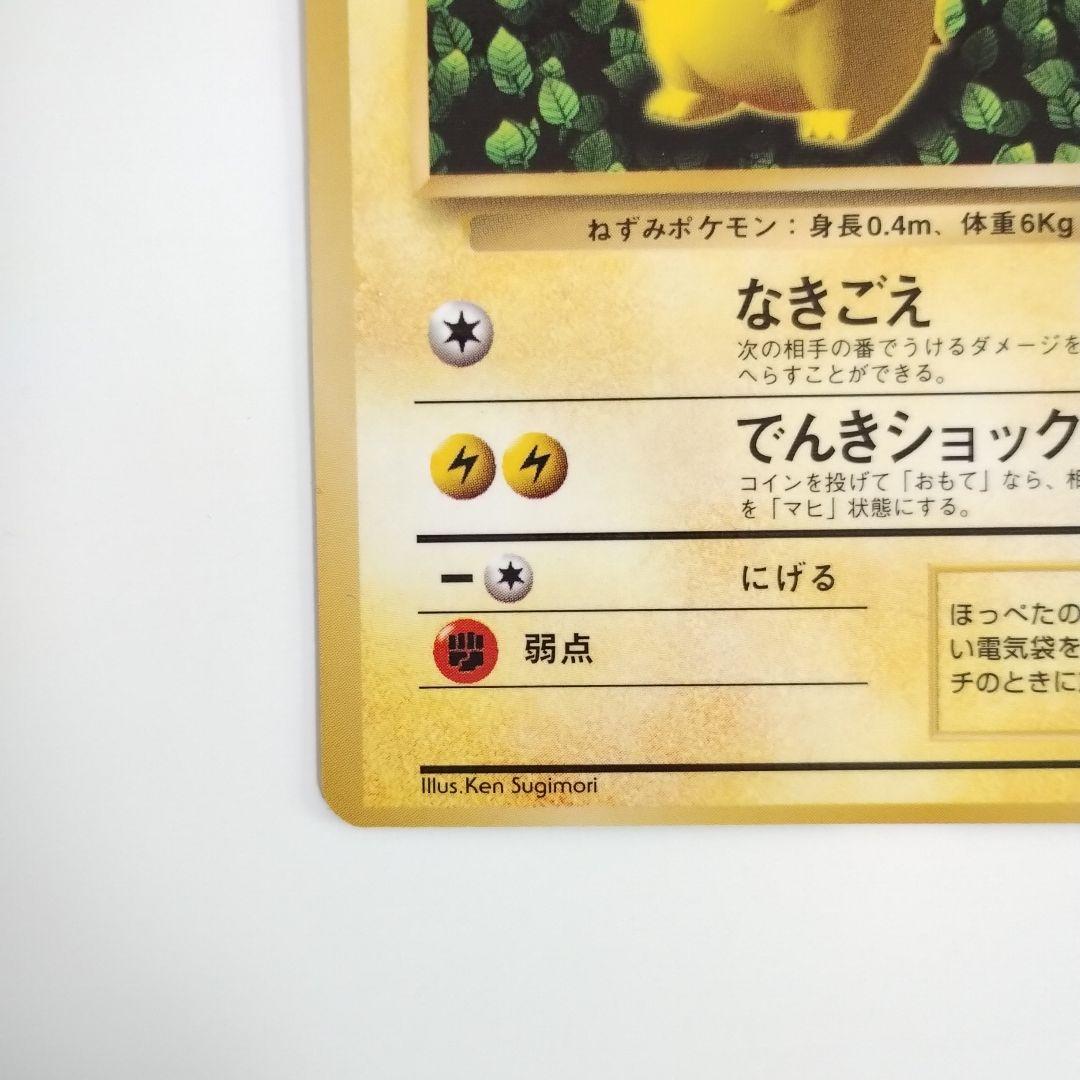 ねずみポケモン：身長0.4m、体重6Kg
なきごえ
次の相手の番でうけるダメージを
へらすことができる。
でんきショック
コインを投げて「おもて」なら、相
を「マヒ」状態にする。
にげる
弱点
ほっぺたの
い電気袋を
チのときに
Illus.Ken Sugimori